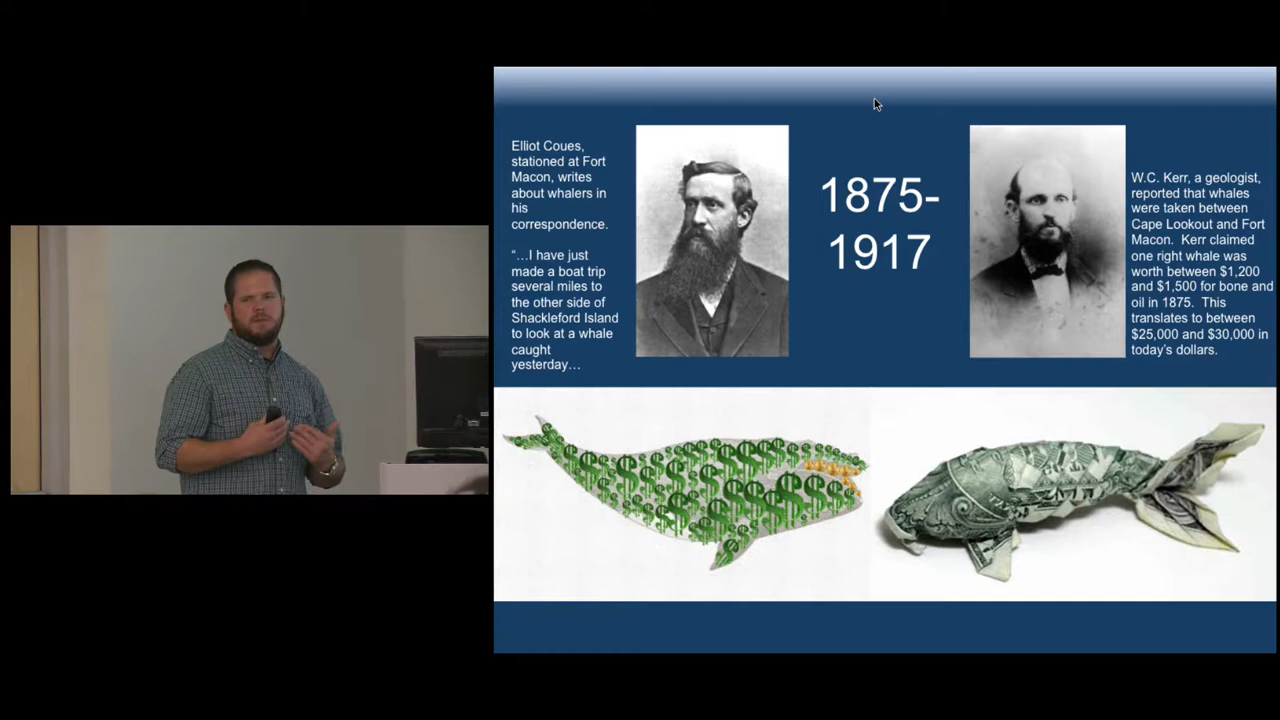 Elliot Coues,
stationed at Fort
Macon, writes
about whalers in
his
correspondence.
“…I have just
made a boat trip
several miles to
the other side of
Shackleford Island
to look at a whale
caught
yesterday…
1875-
1917
W.C. Kerr, a geologist,
reported that whales
were taken between
Cape Lookout and Fort
Macon.  Kerr claimed
one right whale was
worth between $1,200
and $1,500 for bone and
oil in 1875.  This
translates to between
$25,000 and $30,000 in
today’s dollars.